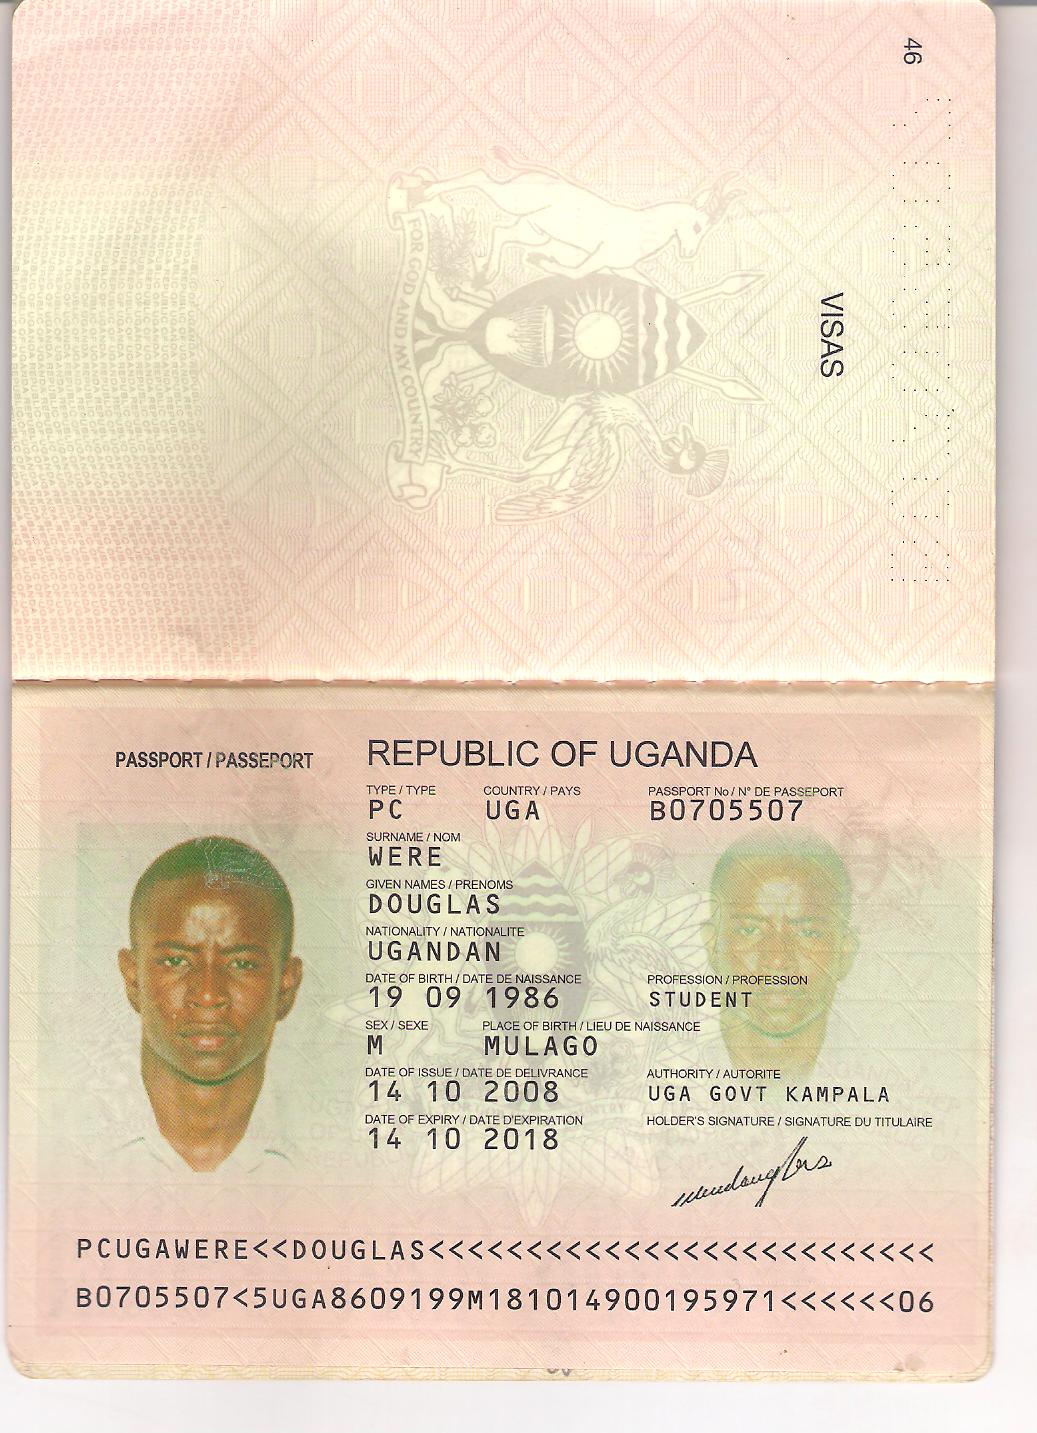 46
VISAS
FOR GOD AND MY COUNTRY
PASSPORT / PASSEPORT
REPUBLIC OF UGANDA
TYPE / TYPE COUNTRY / PAYS PASSPORT No / N° DE PASSEPORT
PC UGA B0705507
SURNAME / NOM
WERE
GIVEN NAMES / PRENOMS
DOUGLAS
NATIONALITY / NATIONALITE
UGANDAN
DATE OF BIRTH / DATE DE NAISSANCE PROFESSION / PROFESSION
19 09 1986 STUDENT
SEX / SEXE PLACE OF BIRTH / LIEU DE NAISSANCE
M MULAGO
DATE OF ISSUE / DATE DE DELIVRANCE AUTHORITY / AUTORITE
14 10 2008 UGA GOVT KAMPALA
DATE OF EXPIRY / DATE D'EXPIRATION HOLDER'S SIGNATURE / SIGNATURE DU TITULAIRE
14 10 2018
PCUGAWERE<<DOUGLAS<<<<<<<<<<<<<<<<<<<<<<<<<<
B0705507<5UGA8609199M181014900195971<<<<<<06